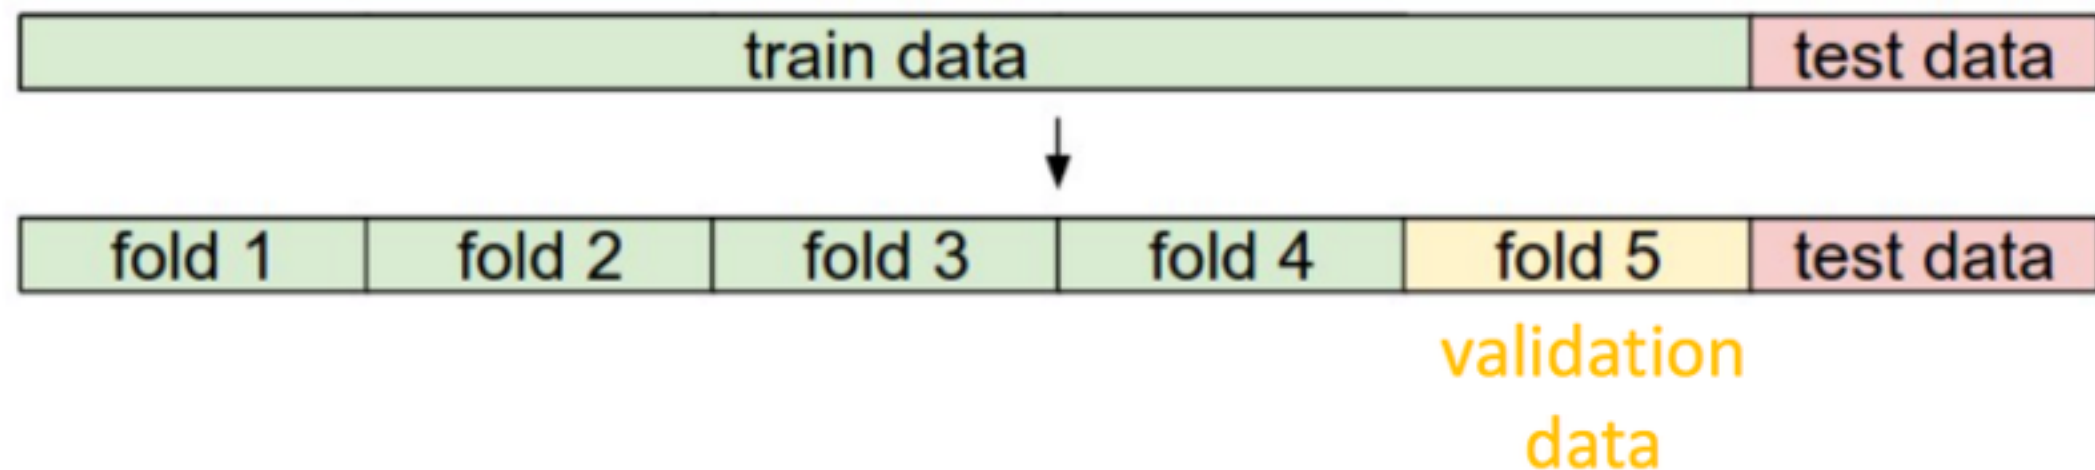 train data test data
fold 1 fold 2 fold 3 fold 4 fold 5 test data
validation
data